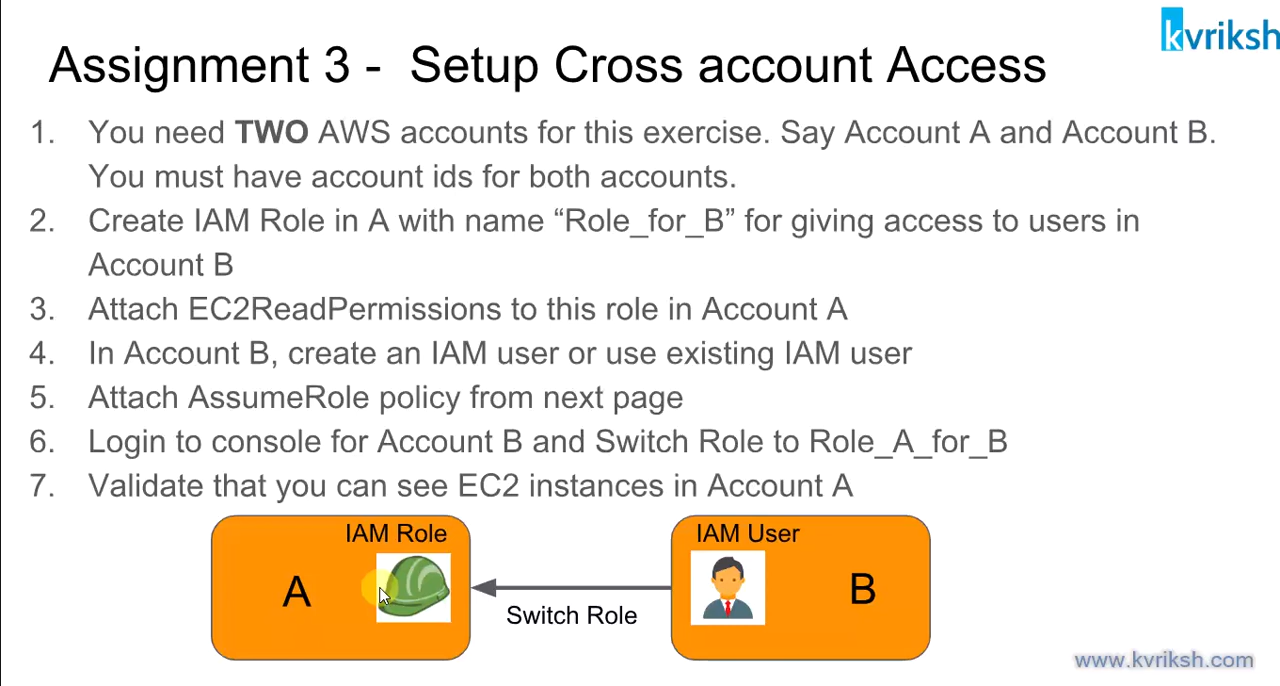 kvriksh
Assignment 3 - Setup Cross account Access
1. You need TWO AWS accounts for this exercise. Say Account A and Account B.
You must have account ids for both accounts.
2. Create IAM Role in A with name “Role_for_B” for giving access to users in
Account B
3. Attach EC2ReadPermissions to this role in Account A
4. In Account B, create an IAM user or use existing IAM user
5. Attach AssumeRole policy from next page
6. Login to console for Account B and Switch Role to Role_A_for_B
7. Validate that you can see EC2 instances in Account A
IAM Role
A
Switch Role
IAM User
B
www.kvriksh.com